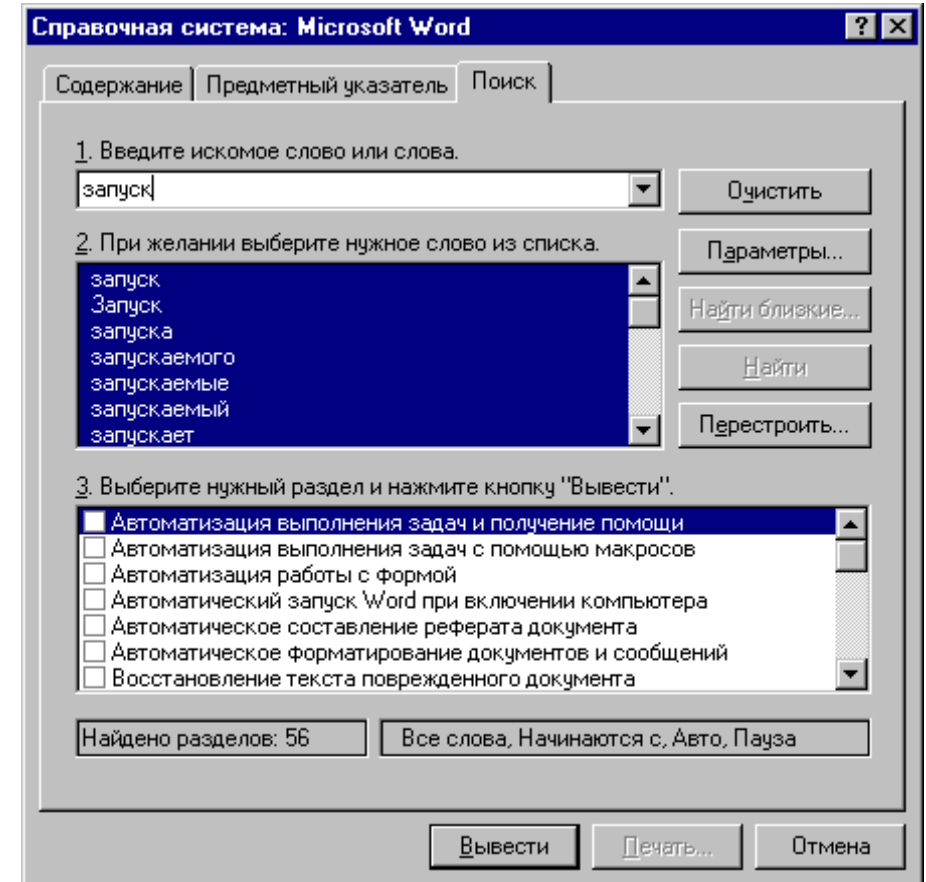 Справочная система: Microsoft Word
Содержание Предметный указатель Поиск
1. Введите искомое слово или слова.
запуск
Очистить
2. При желании выберите нужное слово из списка.
Параметры...
запуск
Запуск
запуска
запускаемого
запускаемые
запускаемый
запускает
Найти близкие...
Найти
Перестроить...
3. Выберите нужный раздел и нажмите кнопку "Вывести".
Автоматизация выполнения задач и получение помощи
Автоматизация выполнения задач с помощью макросов
Автоматизация работы с формой
Автоматический запуск Word при включении компьютера
Автоматическое составление реферата документа
Автоматическое форматирование документов и сообщений
Восстановление текста поврежденного документа
Найдено разделов: 56
Все слова, Начинаются с, Авто, Пауза
Вывести Печать... Отмена